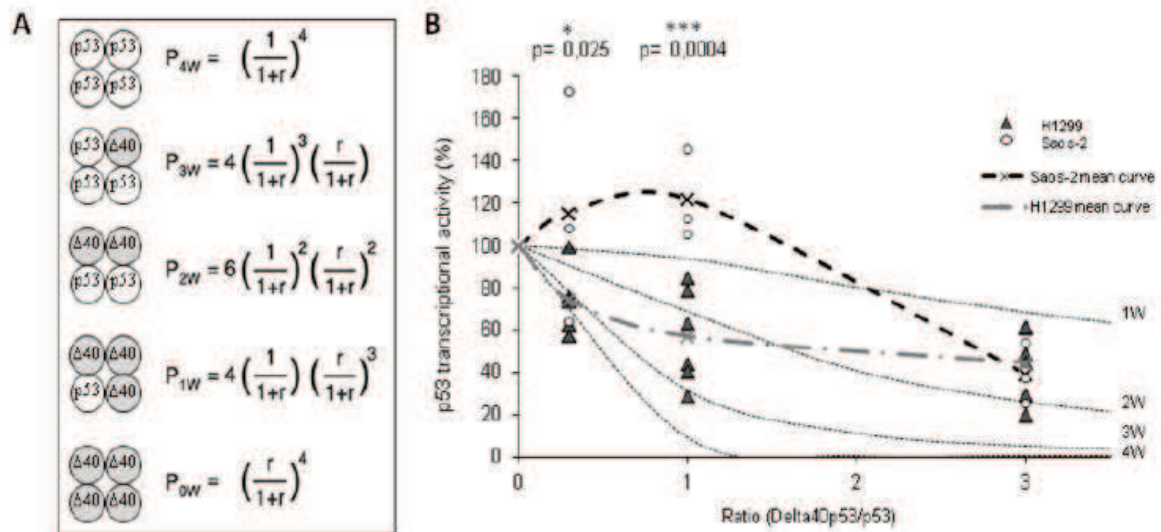 A
p53 p53
p53 p53
P4W = (1/1+r)^4
p53 Δ40
p53 p53
P3W = 4 (1/1+r)^3 (r/1+r)
Δ40 Δ40
p53 p53
P2W = 6 (1/1+r)^2 (r/1+r)^2
Δ40 Δ40
p53 Δ40
P1W = 4 (1/1+r) (r/1+r)^3
Δ40 Δ40
Δ40 Δ40
P0W = (r/1+r)^4
B
* ***
p= 0,025 p= 0,0004
p53 transcriptional activity (%)
180
160
140
120
100
80
60
40
20
0
H1299
Saos-2
Saos-2 mean curve
H1299 mean curve
1W
2W
3W
4W
0 1 2 3
Ratio (Delta40p53/p53)